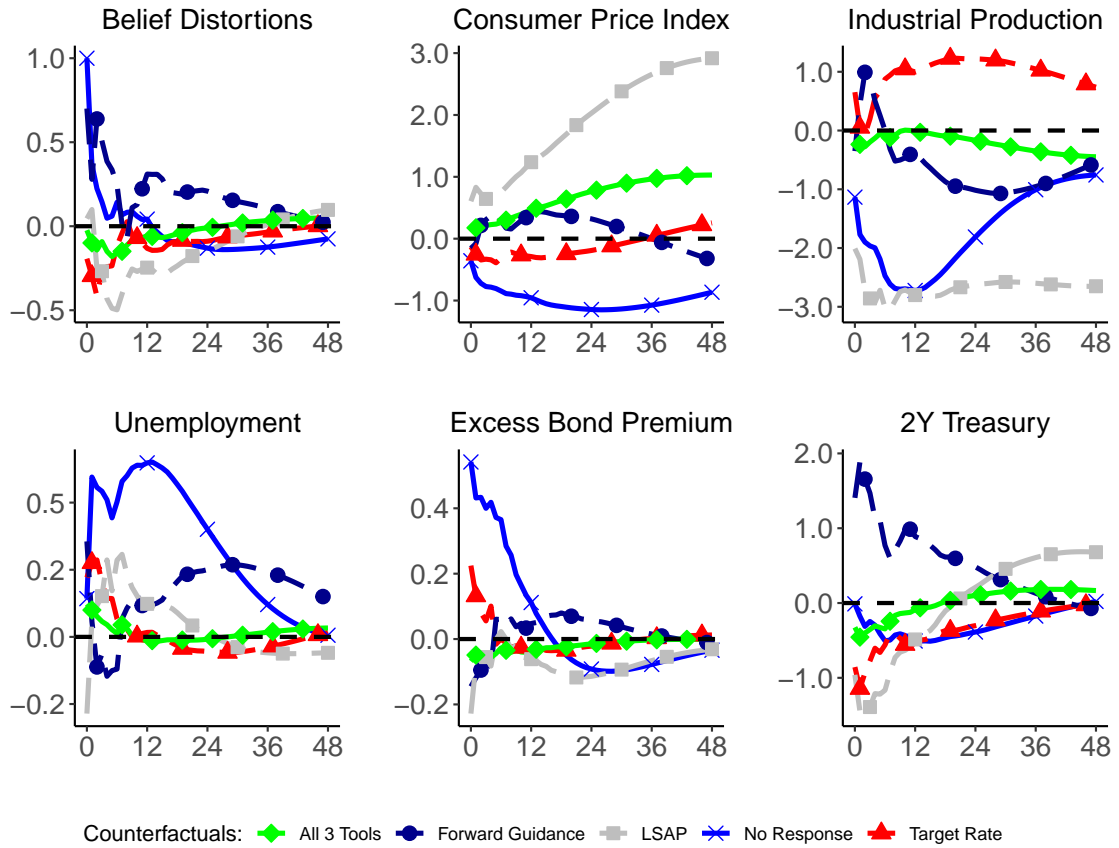 Belief Distortions
Consumer Price Index
Industrial Production
1.0
0.5
0.0
−0.5
0 12 24 36 48
3.0
2.0
1.0
0.0
−1.0
0 12 24 36 48
1.0
0.0
−1.0
−2.0
−3.0
0 12 24 36 48
Unemployment
Excess Bond Premium
2Y Treasury
0.5
0.2
0.0
−0.2
0 12 24 36 48
0.4
0.2
0.0
−0.2
0 12 24 36 48
2.0
1.0
0.0
−1.0
0 12 24 36 48
Counterfactuals: All 3 Tools Forward Guidance LSAP No Response Target Rate